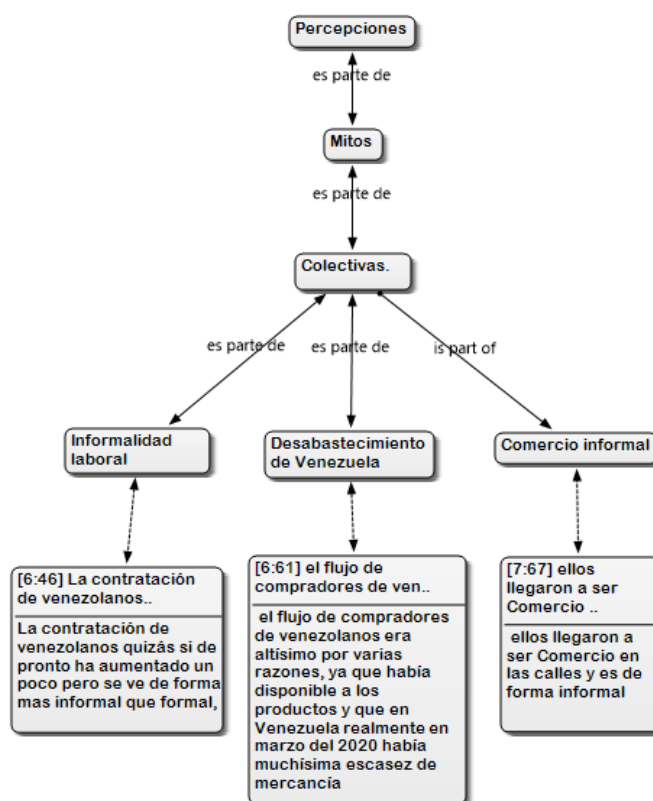 Percepciones
es parte de
Mitos
es parte de
Colectivas.
es parte de
es parte de
is part of
Informalidad
laboral
Desabastecimiento
de Venezuela
Comercio informal
[6:46] La contratación
de venezolanos..
La contratación de
venezolanos quizás si de
pronto ha aumentado un
poco pero se ve de forma
mas informal que formal,
[6:61] el flujo de
compradores de ven..
el flujo de compradores
de venezolanos era
altísimo por varias
razones, ya que había
disponible a los
productos y que en
Venezuela realmente en
marzo del 2020 había
muchísima escasez de
mercancía
[7:67] ellos
llegaron a ser
Comercio ..
ellos llegaron a
ser Comercio en
las calles y es de
forma informal